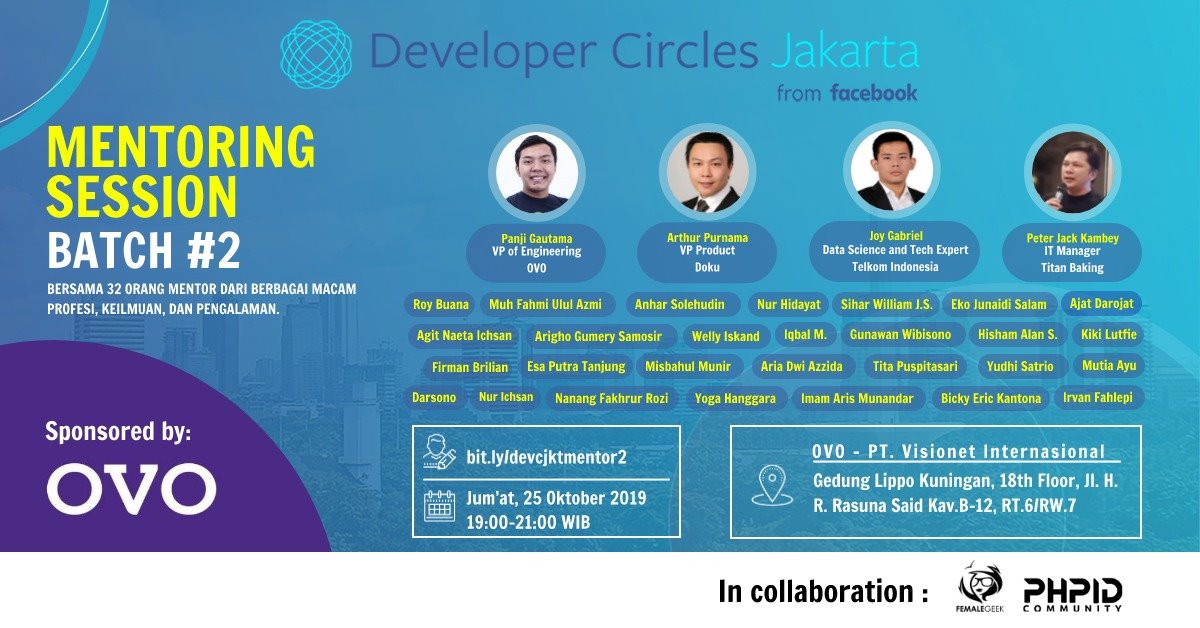 Developer Circles Jakarta
from facebook
MENTORING
SESSION
BATCH #2
BERSAMA 32 ORANG MENTOR DARI BERBAGAI MACAM
PROFESI, KEILMUAN, DAN PENGALAMAN.
Panji Gautama
VP of Engineering
OVO
Arthur Purnama
VP Product
Doku
Joy Gabriel
Data Science and Tech Expert
Telkom Indonesia
Peter Jack Kambey
IT Manager
Titan Baking
Roy Buana Muh Fahmi Ulul Azmi Anhar Solehudin Nur Hidayat Sihar William J.S. Eko Junaidi Salam Ajat Darojat
Agit Naeta Ichsan Arigho Gumery Samosir Welly Iskand Iqbal M. Gunawan Wibisono Hisham Alan S. Kiki Lutfie
Firman Brilian Esa Putra Tanjung Misbahul Munir Aria Dwi Azzida Tita Puspitasari Yudhi Satrio Mutia Ayu
Darsono Nur Ichsan Nanang Fakhrur Rozi Yoga Hanggara Imam Aris Munandar Bicky Eric Kantona Irvan Fahlepi
Sponsored by:
OVO
bit.ly/devcjktmentor2
Jum'at, 25 Oktober 2019
19:00-21:00 WIB
OVO - PT. Visionet Internasional
Gedung Lippo Kuningan, 18th Floor, Jl. H.
R. Rasuna Said Kav.B-12, RT.6/RW.7
In collaboration :
FEMALEGEEK
PHPID
COMMUNITY